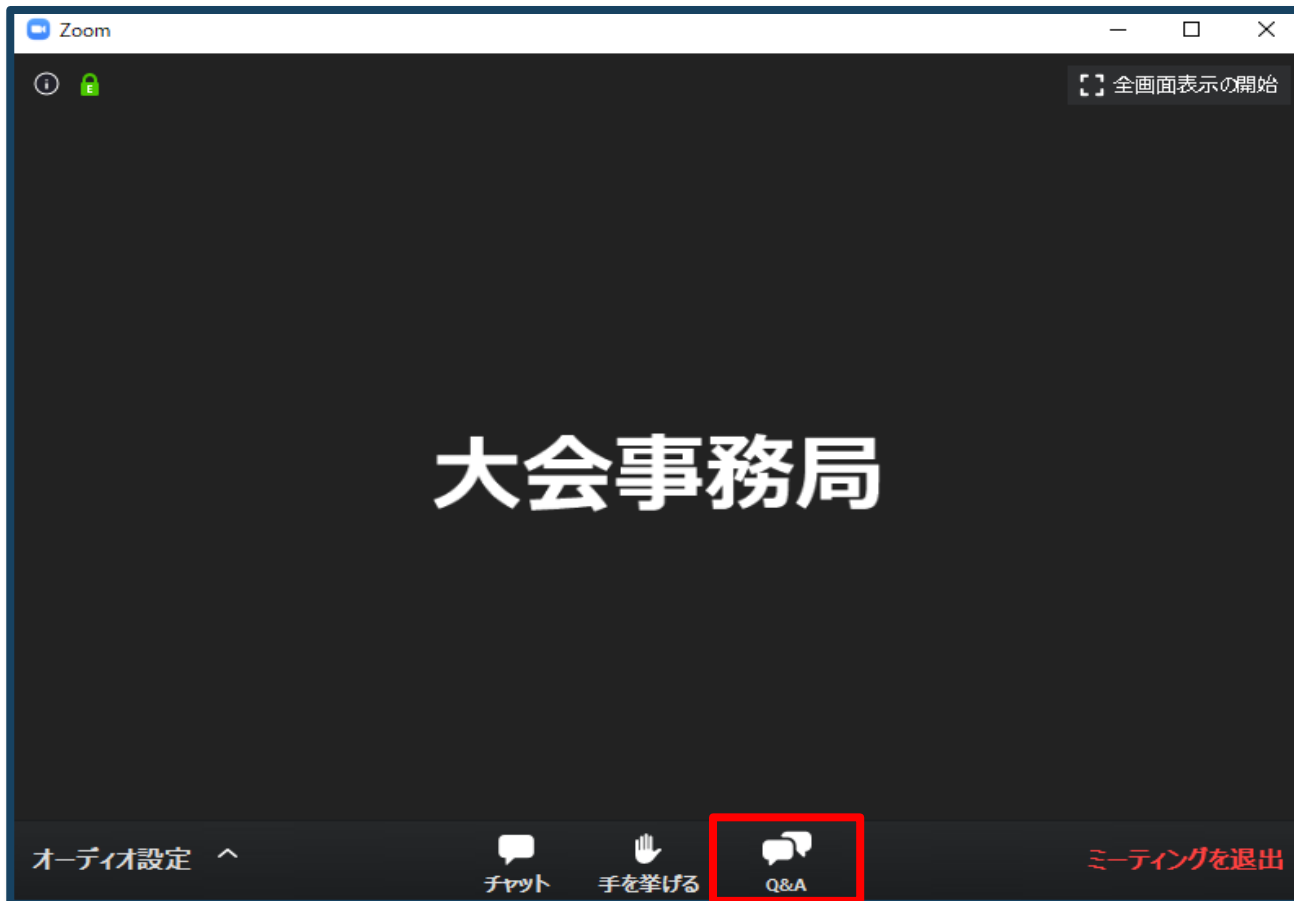 Zoom
全画面表示の開始
大会事務局
オーディオ設定
チャット
手を挙げる
Q&A
ミーティングを退出